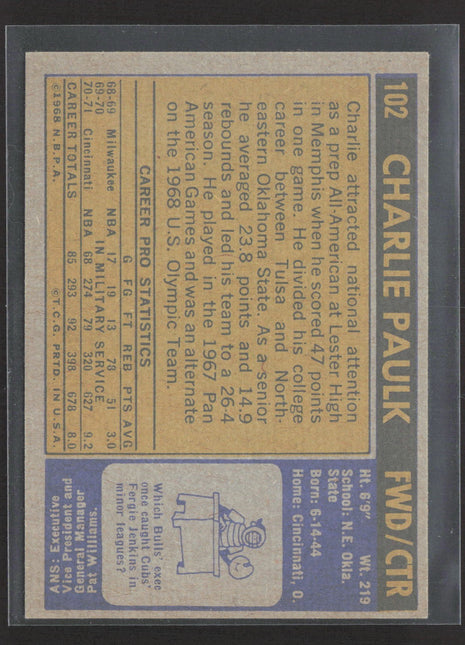 102 CHARLIE PAULK FWD/CTR
Charlie attracted national attention
as a prep All-American at Lester High
in Memphis when he scored 47 points
in one game. He divided his college
career between Tulsa and North-
eastern Oklahoma State. As a senior
he averaged 23.8 points and 14.9
rebounds and led his team to a 26-4
season. He played in the 1967 Pan
American Games and was an alternate
on the 1968 U.S. Olympic Team.
CAREER PRO STATISTICS
G FG FT REB PTS AVG
68-69 Milwaukee NBA 17 19 13 78 51 3.0
69-70 IN MILITARY SERVICE
70-71 Cincinnati NBA 68 274 79 320 627 9.2
CAREER TOTALS 85 293 92 398 678 8.0
©1968 N.B.P.A. ©T.C.G. PRTD. IN U.S.A.
Ht. 6'9" Wt. 219
School: N.E. Okla.
State
Born: 6-14-44
Home: Cincinnati, O.
Which Bulls' exec
once caught Cubs'
Fergie Jenkins in
minor leagues?
ANS: Executive
Vice President and
General Manager
Pat Williams.